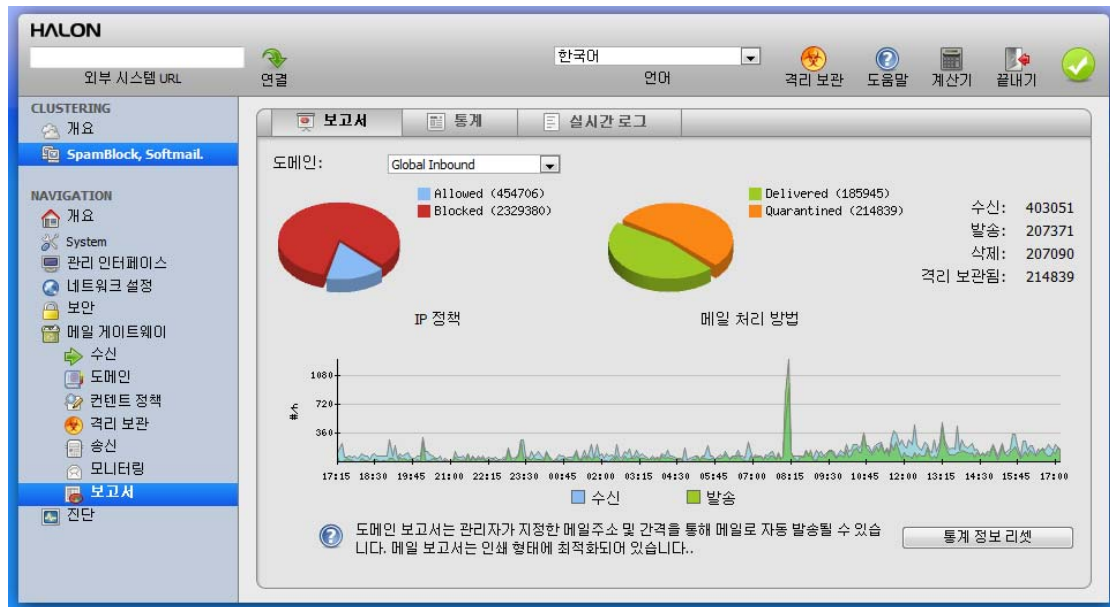 HALON
외부 시스템 URL
연결
한국어
언어
격리 보관
도움말
계산기
끝내기
CLUSTERING
개요
SpamBlock, Softmail.
NAVIGATION
개요
System
관리 인터페이스
네트워크 설정
보안
메일 게이트웨이
수신
도메인
컨텐트 정책
격리 보관
송신
모니터링
보고서
진단
보고서
통계
실시간 로그
도메인:
Global Inbound
Allowed (454706)
Blocked (2329380)
IP 정책
Delivered (185945)
Quarantined (214839)
메일 처리 방법
수신: 403051
발송: 207371
삭제: 207090
격리 보관됨: 214839
1080
720
360
#/h
17:15 18:30 19:45 21:00 22:15 23:30 00:45 02:00 03:15 04:30 05:45 07:00 08:15 09:30 10:45 12:00 13:15 14:30 15:45 17:00
수신
발송
도메인 보고서는 관리자가 지정한 메일주소 및 간격을 통해 메일로 자동 발송될 수 있습
니다. 메일 보고서는 인쇄 형태에 최적화되어 있습니다..
통계 정보 리셋